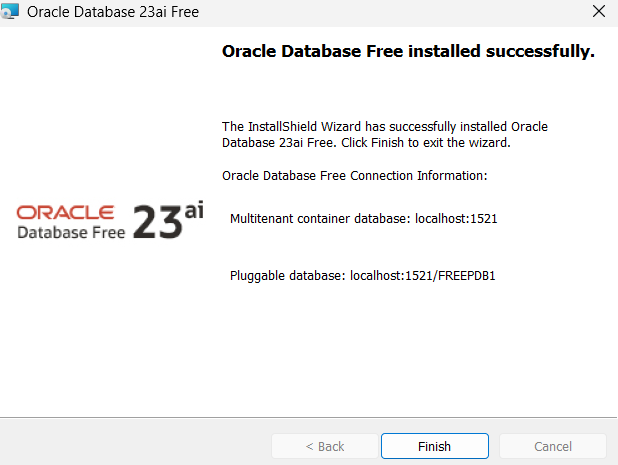 Oracle Database 23ai Free
Oracle Database Free installed successfully.
The InstallShield Wizard has successfully installed Oracle
Database 23ai Free. Click Finish to exit the wizard.
Oracle Database Free Connection Information:
Multitenant container database: localhost:1521
Pluggable database: localhost:1521/FREEPDB1
ORACLE
Database Free 23ai
< Back
Finish
Cancel